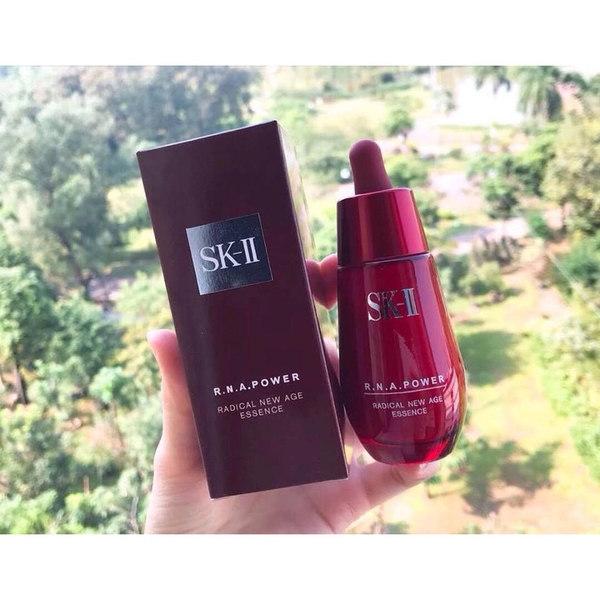 SK-II
R.N.A.POWER
RADICAL NEW AGE
ESSENCE
SK-II
R.N.A.POWER
RADICAL NEW AGE
ESSENCE